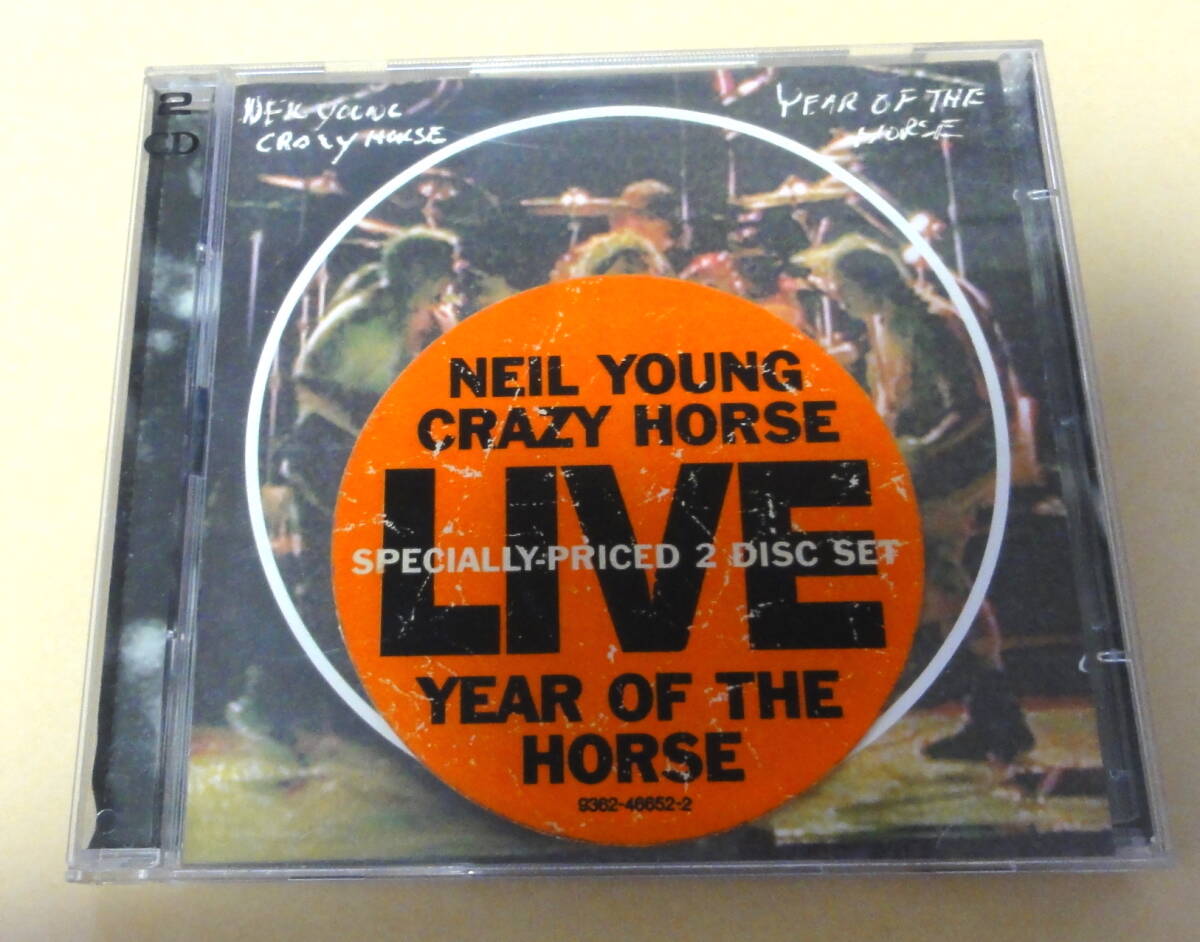 2
CD
NEIL YOUNG
CRAZY HORSE
YEAR OF THE
HORSE
NEIL YOUNG
CRAZY HORSE
LIVE
SPECIALLY-PRICED 2 DISC SET
YEAR OF THE
HORSE
9362-46652-2